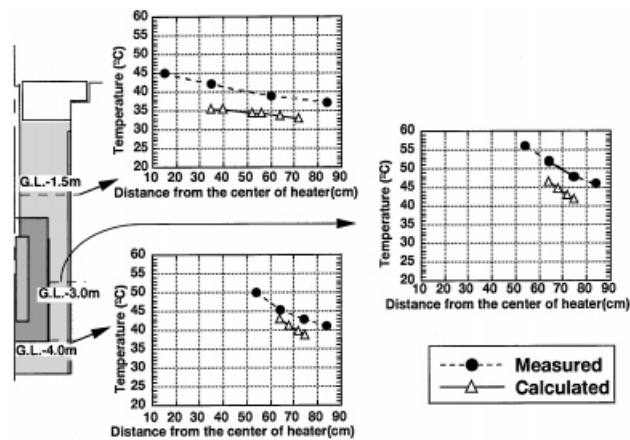 60
55
50
45
40
35
30
25
20
Temperature (°C)
10 20 30 40 50 60 70 80 90
Distance from the center of heater(cm)
G.L.-1.5m
60
55
50
45
40
35
30
25
20
Temperature (°C)
10 20 30 40 50 60 70 80 90
Distance from the center of heater(cm)
G.L.-3.0m
60
55
50
45
40
35
30
25
20
Temperature (°C)
10 20 30 40 50 60 70 80 90
Distance from the center of heater(cm)
G.L.-4.0m
Measured
Calculated